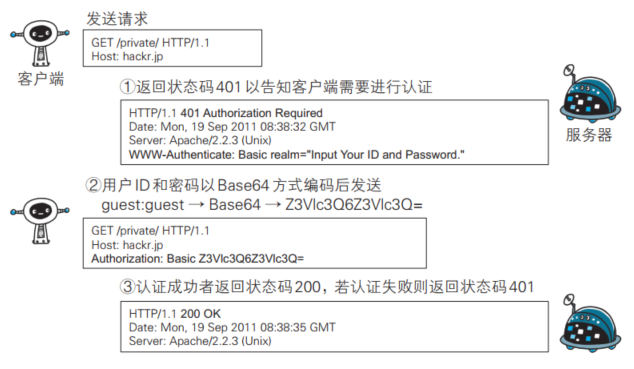 发送请求
GET /private/ HTTP/1.1
Host: hackr.jp
客户端
①返回状态码401以告知客户端需要进行认证
HTTP/1.1 401 Authorization Required
Date: Mon, 19 Sep 2011 08:38:32 GMT
Server: Apache/2.2.3 (Unix)
WWW-Authenticate: Basic realm="Input Your ID and Password."
服务器
②用户ID和密码以Base64方式编码后发送
guest:guest → Base64 → Z3Vlc3Q6Z3Vlc3Q=
GET /private/ HTTP/1.1
Host: hackr.jp
Authorization: Basic Z3Vlc3Q6Z3Vlc3Q=
③认证成功者返回状态码200，若认证失败则返回状态码401
HTTP/1.1 200 OK
Date: Mon, 19 Sep 2011 08:38:35 GMT
Server: Apache/2.2.3 (Unix)